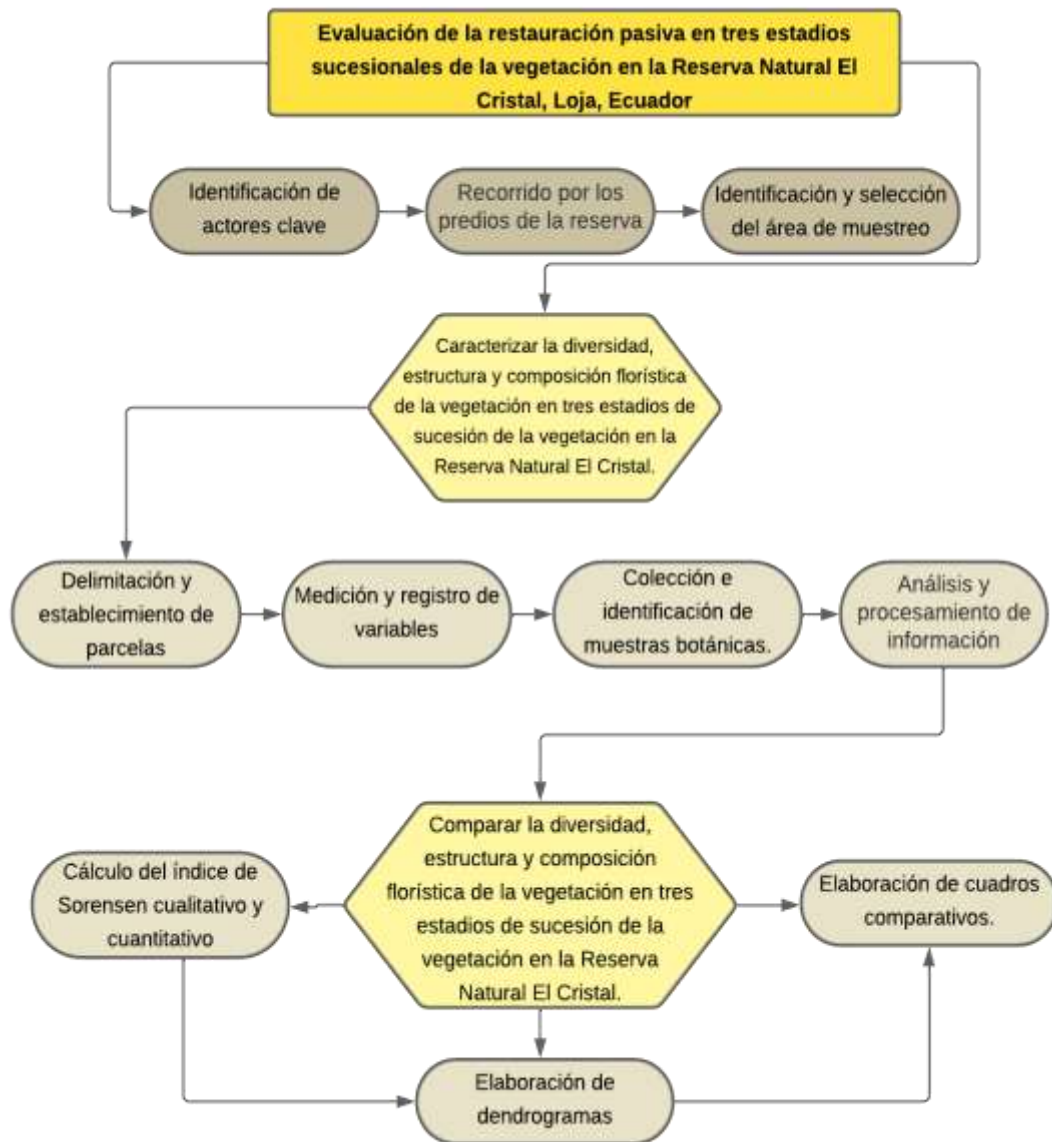 Evaluación de la restauración pasiva en tres estadios
sucesionales de la vegetación en la Reserva Natural El
Cristal, Loja, Ecuador
Identificación de
actores clave
Recorrido por los
predios de la reserva
Identificación y selección
del área de muestreo
Caracterizar la diversidad,
estructura y composición florística
de la vegetación en tres estadios de
sucesión de la vegetación en la
Reserva Natural El Cristal.
Delimitación y
establecimiento de
parcelas
Medición y registro de
variables
Colección e
identificación de
muestras botánicas.
Análisis y
procesamiento de
información
Comparar la diversidad,
estructura y composición
florística de la vegetación en tres
estadios de sucesión de la
vegetación en la Reserva
Natural El Cristal.
Cálculo del índice de
Sorensen cualitativo y
cuantitativo
Elaboración de cuadros
comparativos.
Elaboración de
dendrogramas